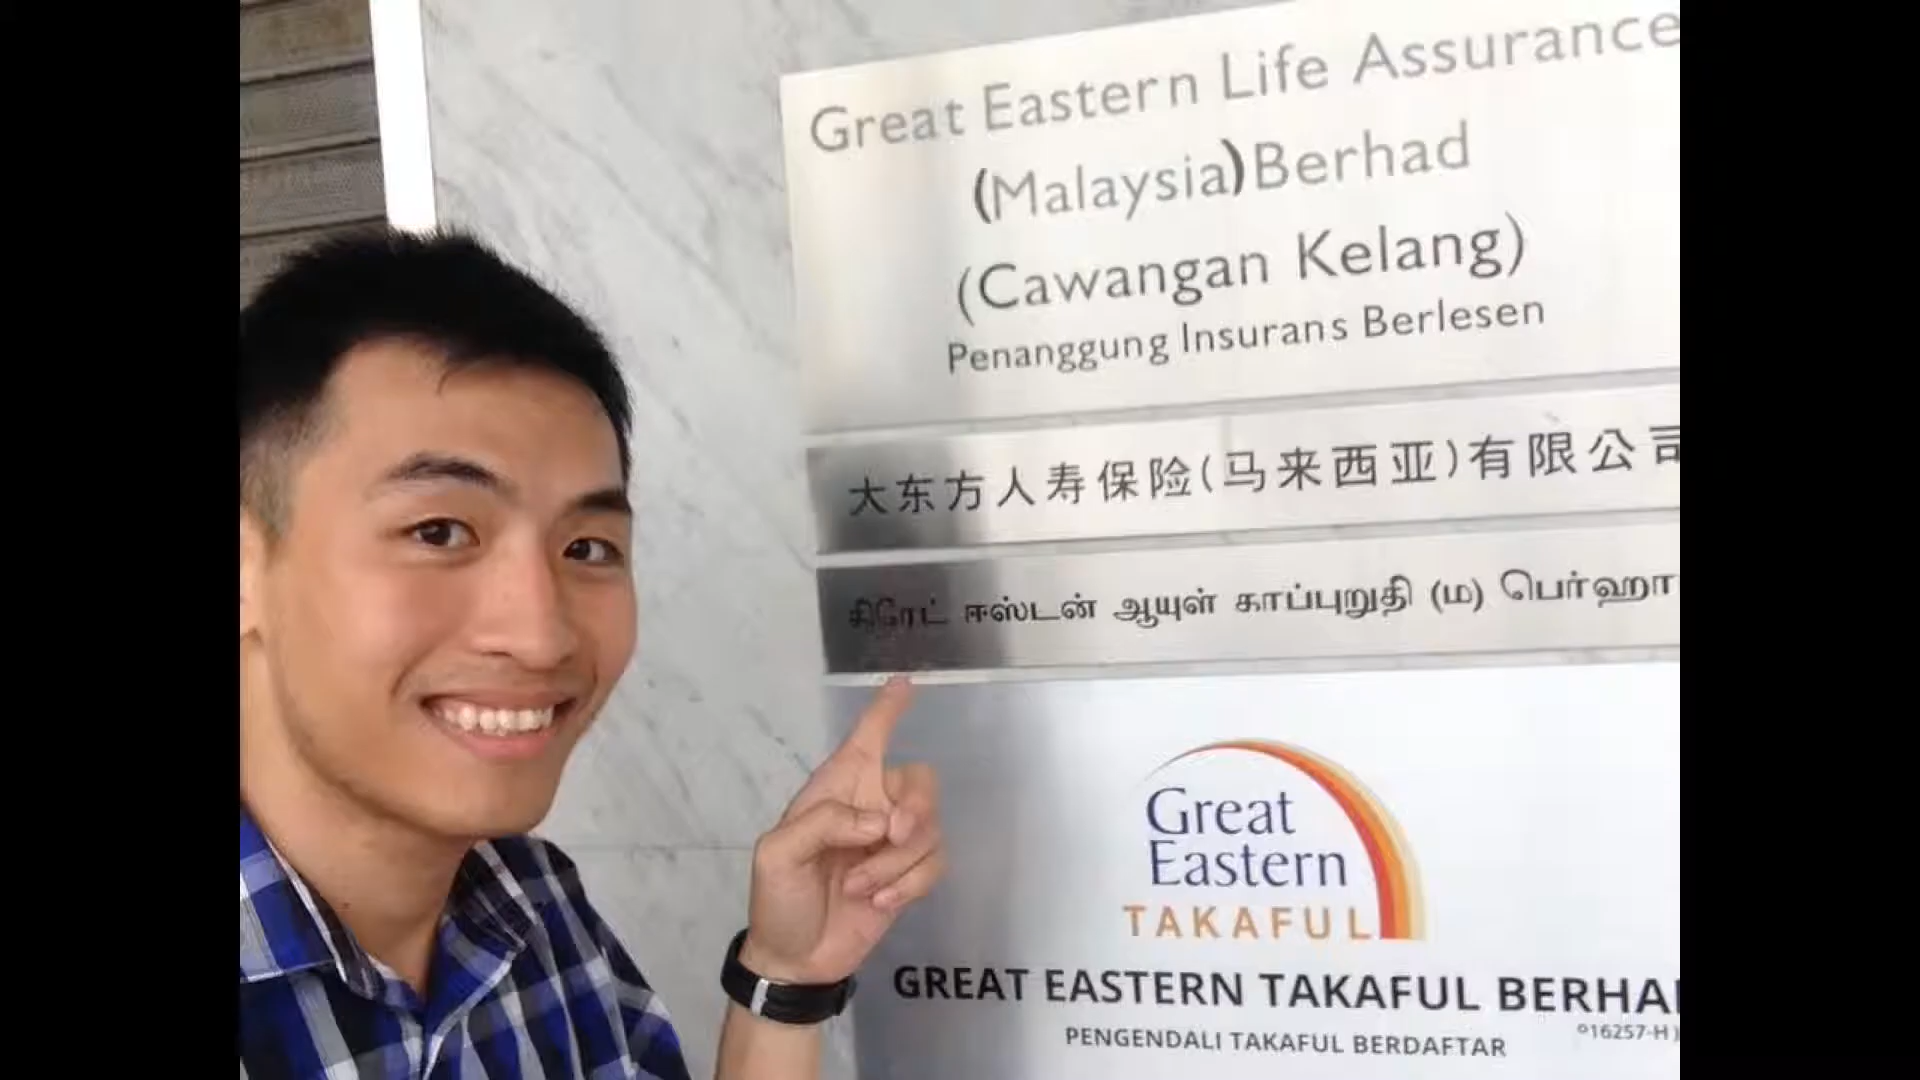 Great Eastern Life Assurance
(Malaysia) Berhad
(Cawangan Kelang)
Penanggung Insurans Berlesen
大东方人寿保险(马来西亚)有限公司
கிரேட் ஈஸ்டன் ஆயுள் காப்புறுதி (ம) பெர்ஹா
Great
Eastern
TAKAFUL
GREAT EASTERN TAKAFUL BERHA
916257-H)
PENGENDALI TAKAFUL BERDAFTAR